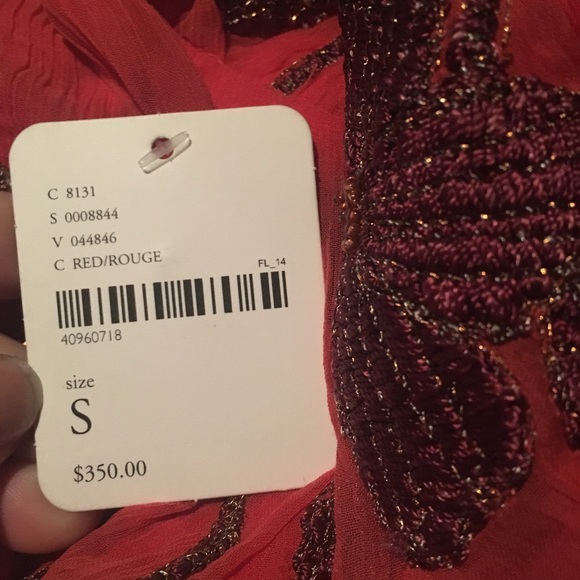 C 8131
S 0008844
V 044846
C RED/ROUGE
FL_14
40960718
size
S
$350.00